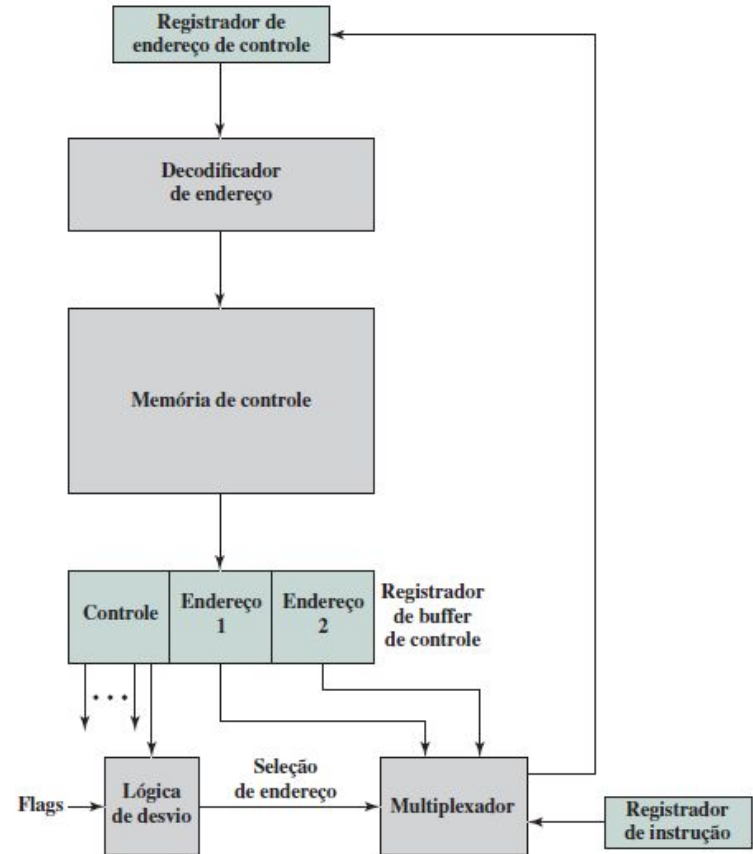 Registrador de
endereço de controle
Decodificador
de endereço
Memória de controle
Controle
Endereço
1
Endereço
2
Registrador
de buffer
de controle
Flags
Lógica
de desvio
Seleção
de endereço
Multiplexador
Registrador
de instrução